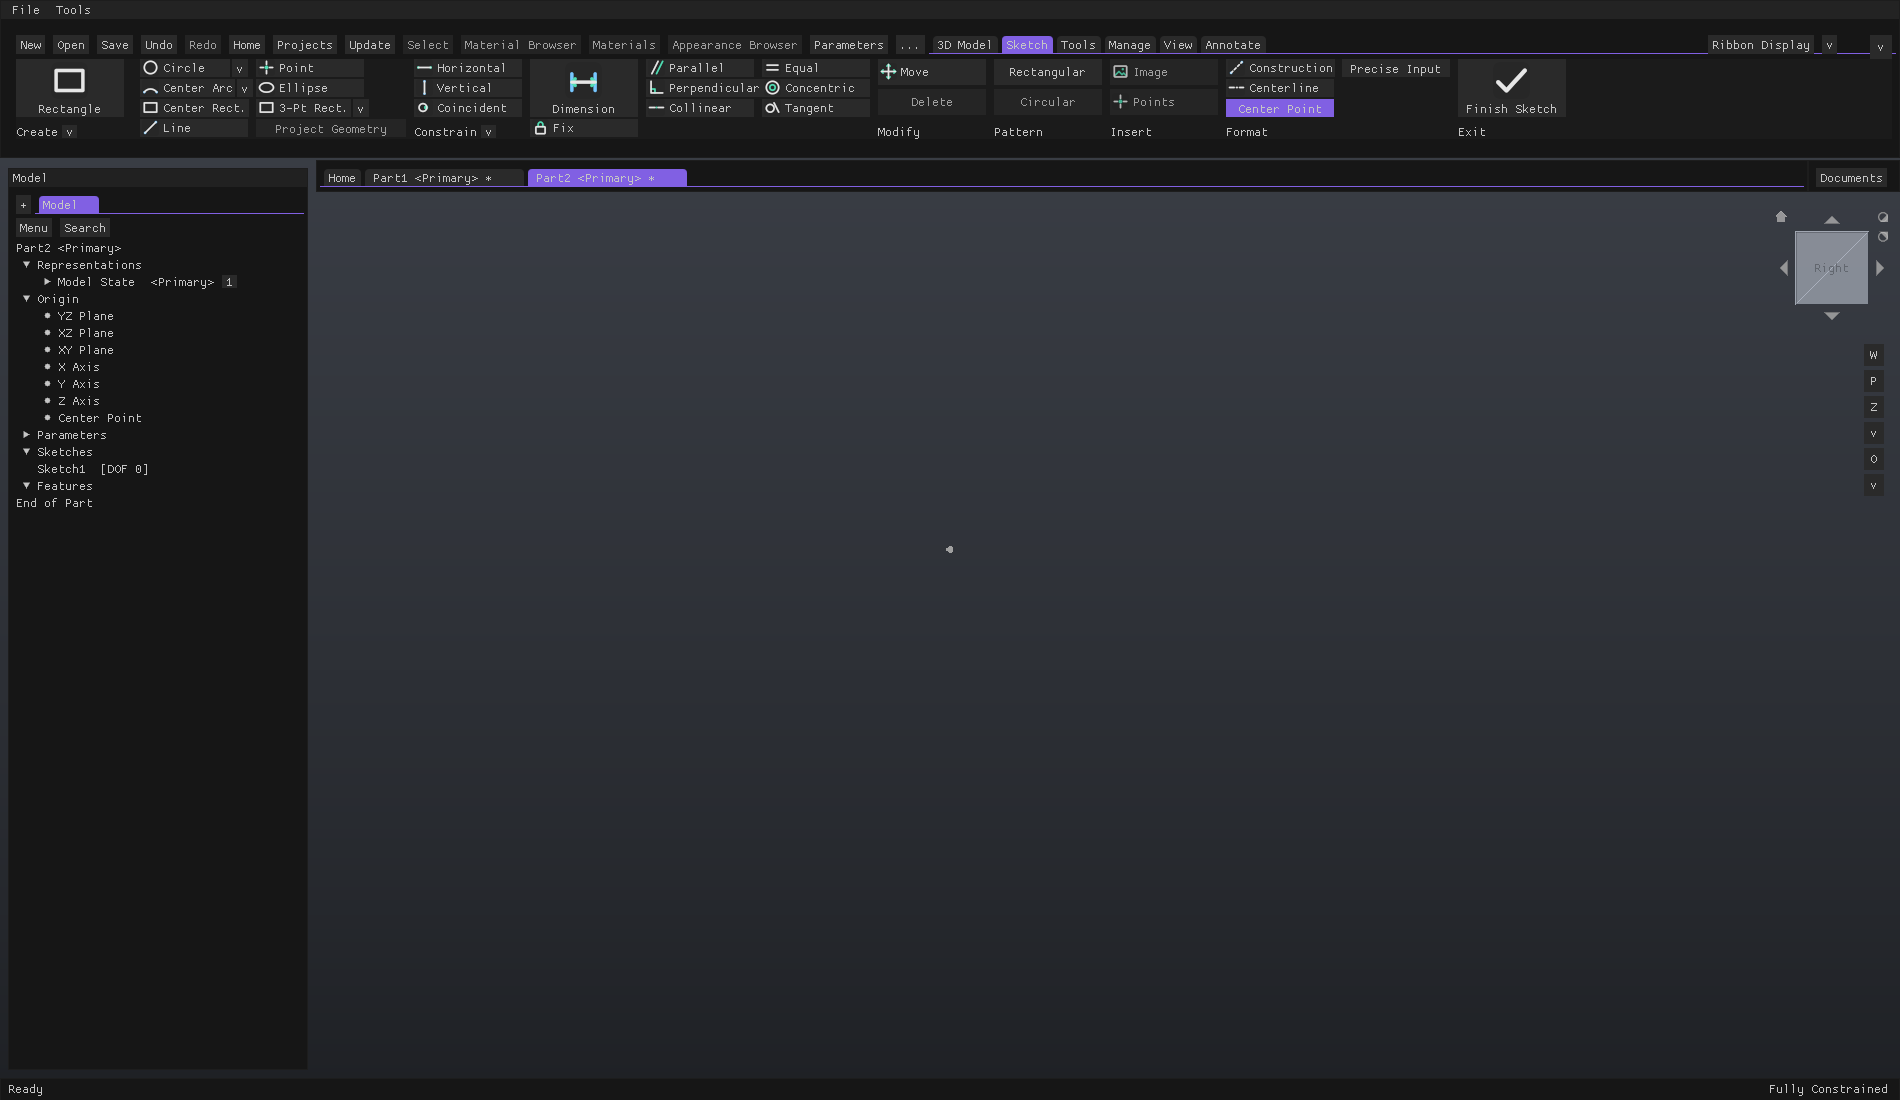 File Tools
New Open Save Undo Redo Home Projects Update Select Material Browser Materials Appearance Browser Parameters ... 3D Model Sketch Tools Manage View Annotate Ribbon Display v v
Circle v Point Horizontal Parallel Equal Move Rectangular Image Construction Precise Input
Center Arc v Ellipse Vertical Perpendicular Concentric Centerline
Rectangle Center Rect. 3-Pt Rect. v Coincident Dimension Collinear Tangent Delete Circular Points Center Point Finish Sketch
Create v Line Project Geometry Constrain v Fix Modify Pattern Insert Format Exit
Model
Home Part1 <Primary> * Part2 <Primary> * Documents
+ Model
Menu Search
Part2 <Primary>
Representations
Model State <Primary> 1
Origin
YZ Plane
XZ Plane
XY Plane
X Axis
Y Axis
Z Axis
Center Point
Parameters
Sketches
Sketch1 [DOF 0]
Features
End of Part
Right
W
P
Z
v
O
v
Ready Fully Constrained